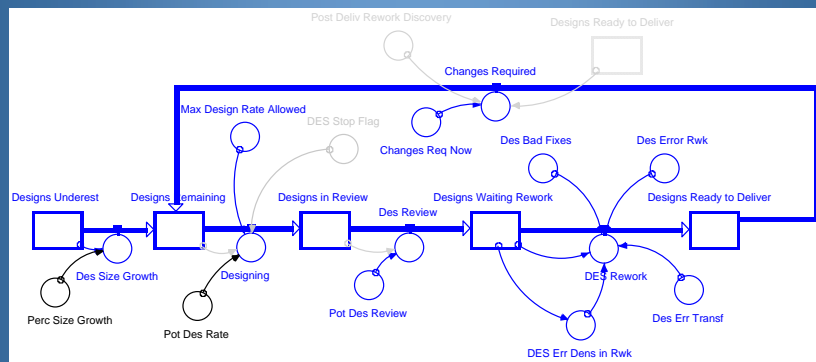 Post Deliv Rework Discovery
Designs Ready to Deliver
Changes Required
Max Design Rate Allowed
DES Stop Flag
Changes Req Now
Des Bad Fixes
Des Error Rwk
Designs Underest
Designs Remaining
Designs in Review
Des Review
Designs Waiting Rework
Designs Ready to Deliver
Des Size Growth
Designing
DES Rework
Perc Size Growth
Pot Des Rate
Pot Des Review
Des Err Transf
DES Err Dens in Rwk